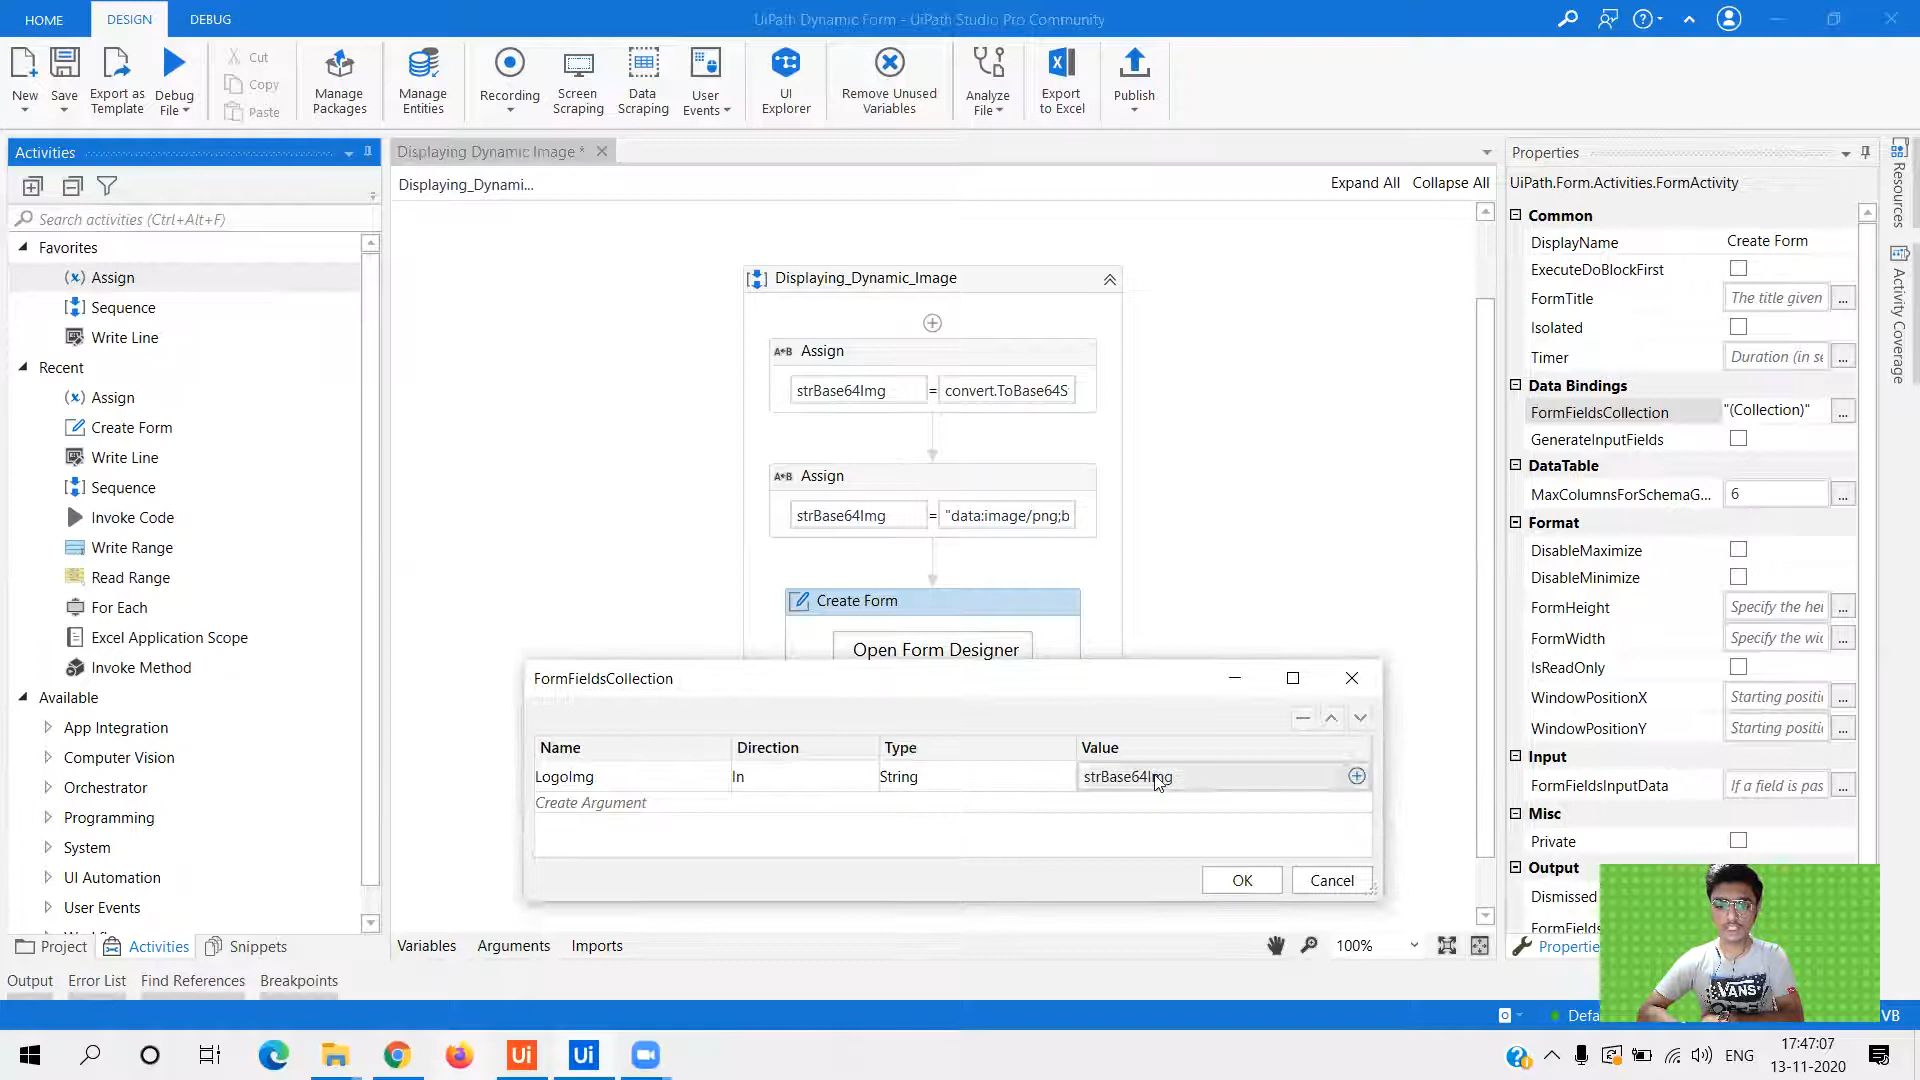 HOME
DESIGN
DEBUG
UiPath Dynamic Form - UiPath Studio Pro Community
New
Save
Export as Template
Debug File
Cut
Copy
Paste
Manage Packages
Manage Entities
Recording
Screen Scraping
Data Scraping
User Events
UI Explorer
Remove Unused Variables
Analyze File
Export to Excel
Publish
Activities
Search activities (Ctrl+Alt+F)
Favorites
Assign
Sequence
Write Line
Recent
Assign
Create Form
Write Line
Sequence
Invoke Code
Write Range
Read Range
For Each
Excel Application Scope
Invoke Method
Available
App Integration
Computer Vision
Orchestrator
Programming
System
UI Automation
User Events
Project
Activities
Snippets
Displaying Dynamic Image *
Displaying_Dynami...
Expand All
Collapse All
Displaying_Dynamic_Image
A+B Assign
strBase64Img = convert.ToBase64S
A+B Assign
strBase64Img = "data:image/png;b
Create Form
Open Form Designer
FormFieldsCollection
Name Direction Type Value
LogoImg In String strBase64Img
Create Argument
OK
Cancel
Variables
Arguments
Imports
100%
Properties
UiPath.Form.Activities.FormActivity
Common
DisplayName Create Form
ExecuteDoBlockFirst
FormTitle The title given ...
Isolated
Timer Duration (in se ...
Data Bindings
FormFieldsCollection "(Collection)" ...
GenerateInputFields
DataTable
MaxColumnsForSchemaG... 6 ...
Format
DisableMaximize
DisableMinimize
FormHeight Specify the hei ...
FormWidth Specify the wid ...
IsReadOnly
WindowPositionX Starting positi ...
WindowPositionY Starting positi ...
Input
FormFieldsInputData If a field is pas ...
Misc
Private
Output
Dismissed
FormFields
Propertie
Resources
Activity Coverage
VANS
Output
Error List
Find References
Breakpoints
Defa
VB
Ui
Ui
ENG
17:47:07
13-11-2020